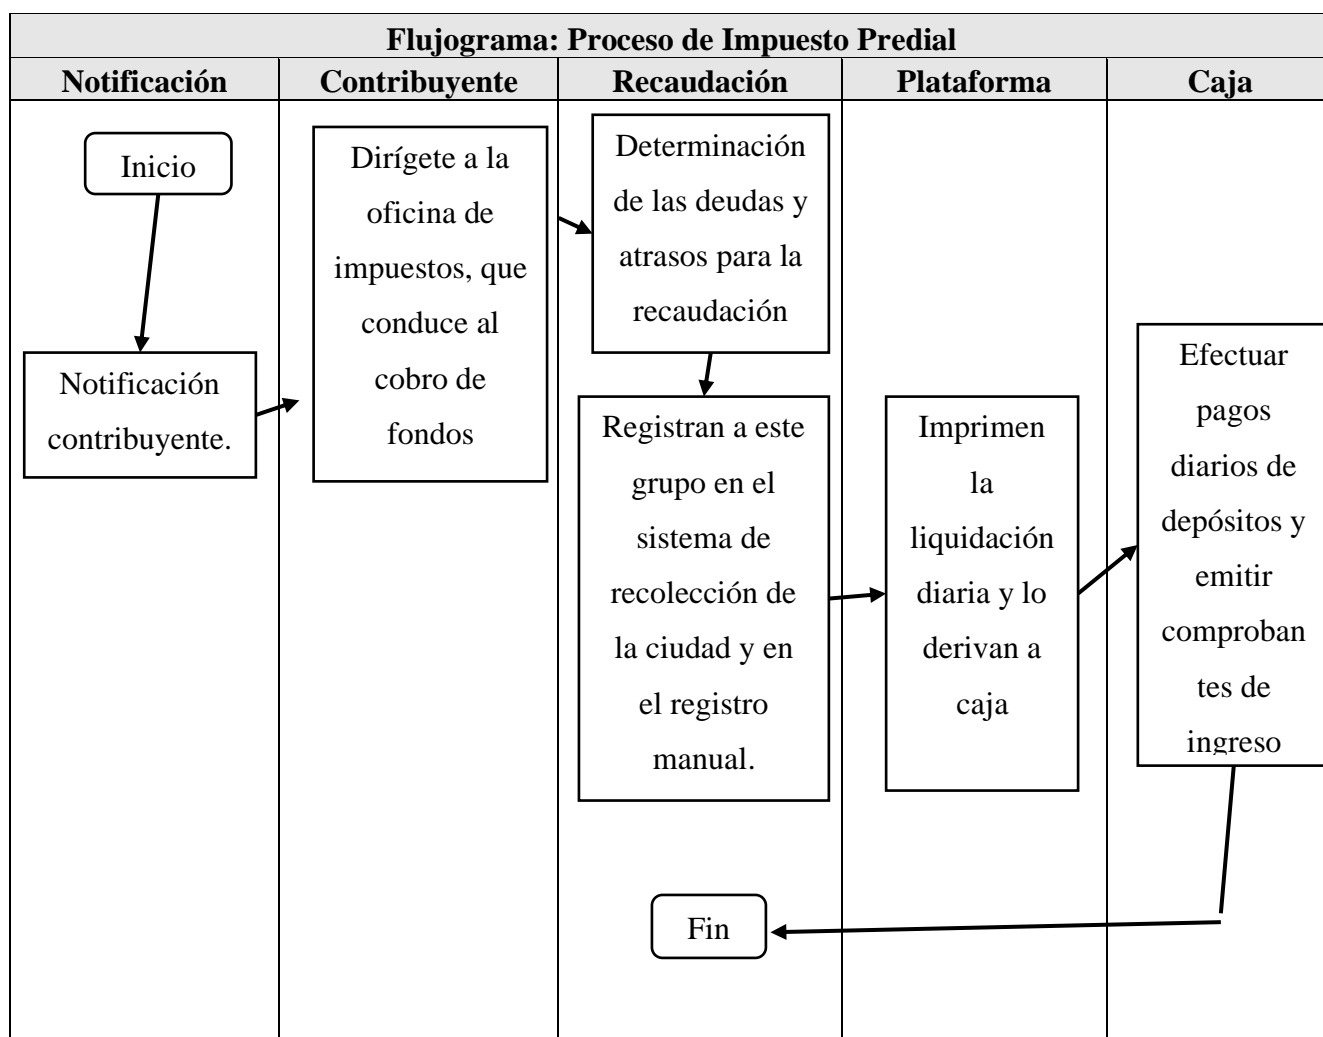 Flujograma: Proceso de Impuesto Predial
Notificación
Contribuyente
Recaudación
Plataforma
Caja
Inicio
Notificación
contribuyente.
Dirígete a la
oficina de
impuestos, que
conduce al
cobro de
fondos
Determinación
de las deudas y
atrasos para la
recaudación
Registran a este
grupo en el
sistema de
recolección de
la ciudad y en
el registro
manual.
Imprimen
la
liquidación
diaria y lo
derivan a
caja
Efectuar
pagos
diarios de
depósitos y
emitir
comproban
tes de
ingreso
Fin